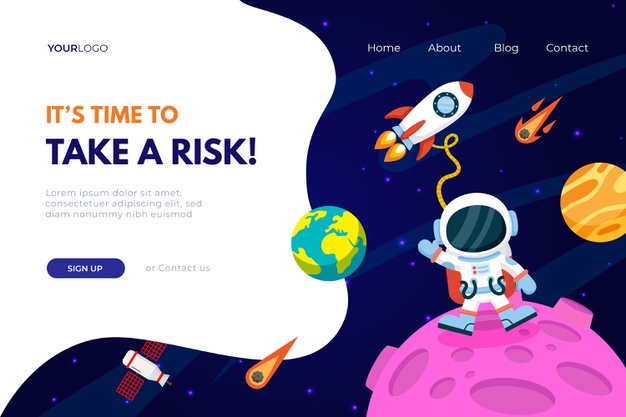 YOURLOGO
Home About Blog Contact
IT'S TIME TO
TAKE A RISK!
Lorem ipsum dolor sit amet,
consectetuer adipiscing elit, sed
diam nonummy nibh euismod
SIGN UP or Contact us